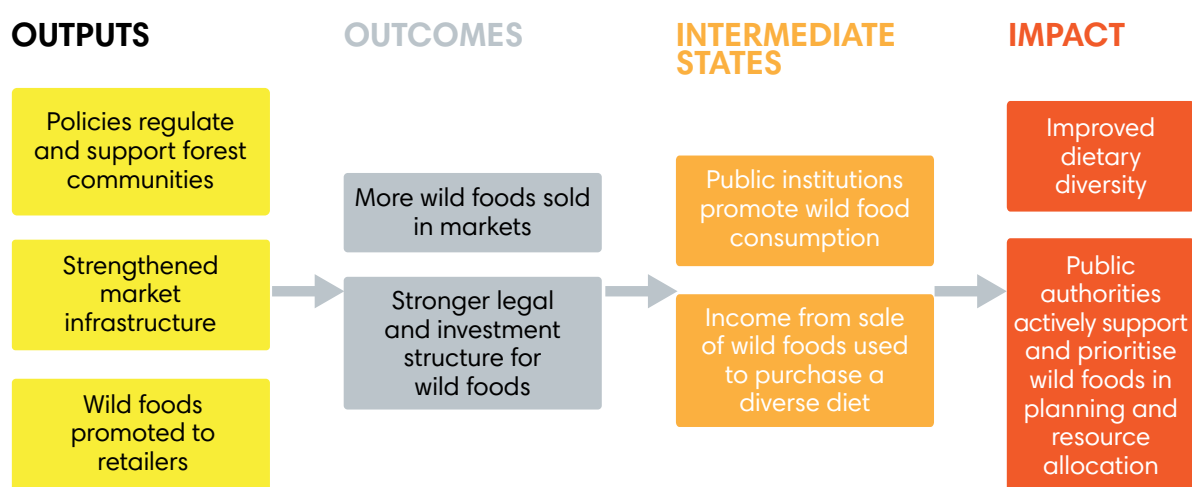 OUTPUTS
Policies regulate
and support forest
communities
Strengthened
market
infrastructure
Wild foods
promoted to
retailers
OUTCOMES
More wild foods sold
in markets
Stronger legal
and investment
structure for
wild foods
INTERMEDIATE
STATES
Public institutions
promote wild food
consumption
Income from sale
of wild foods used
to purchase a
diverse diet
IMPACT
Improved
dietary
diversity
Public
authorities
actively support
and prioritise
wild foods in
planning and
resource
allocation